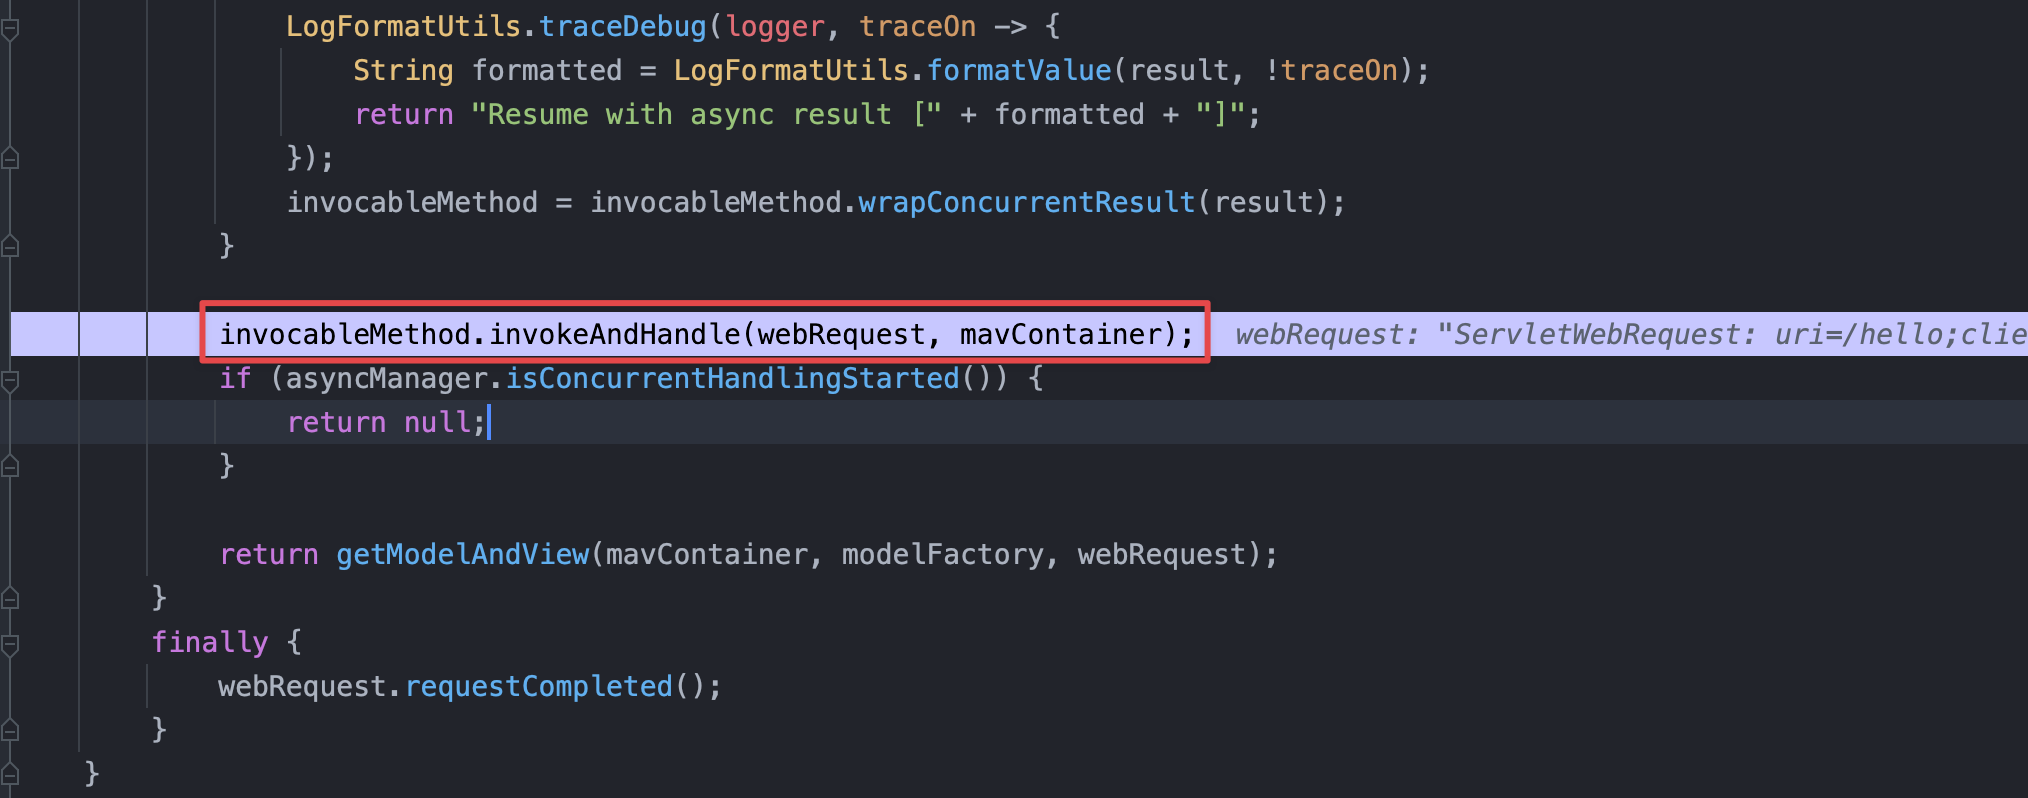 LogFormatUtils.traceDebug(logger, traceOn -> {
String formatted = LogFormatUtils.formatValue(result, !traceOn);
return "Resume with async result [" + formatted + "]";
});
invocableMethod = invocableMethod.wrapConcurrentResult(result);
}
invocableMethod.invokeAndHandle(webRequest, mavContainer); webRequest: "ServletWebRequest: uri=/hello;clie
if (asyncManager.isConcurrentHandlingStarted()) {
return null;
}
return getModelAndView(mavContainer, modelFactory, webRequest);
}
finally {
webRequest.requestCompleted();
}
}